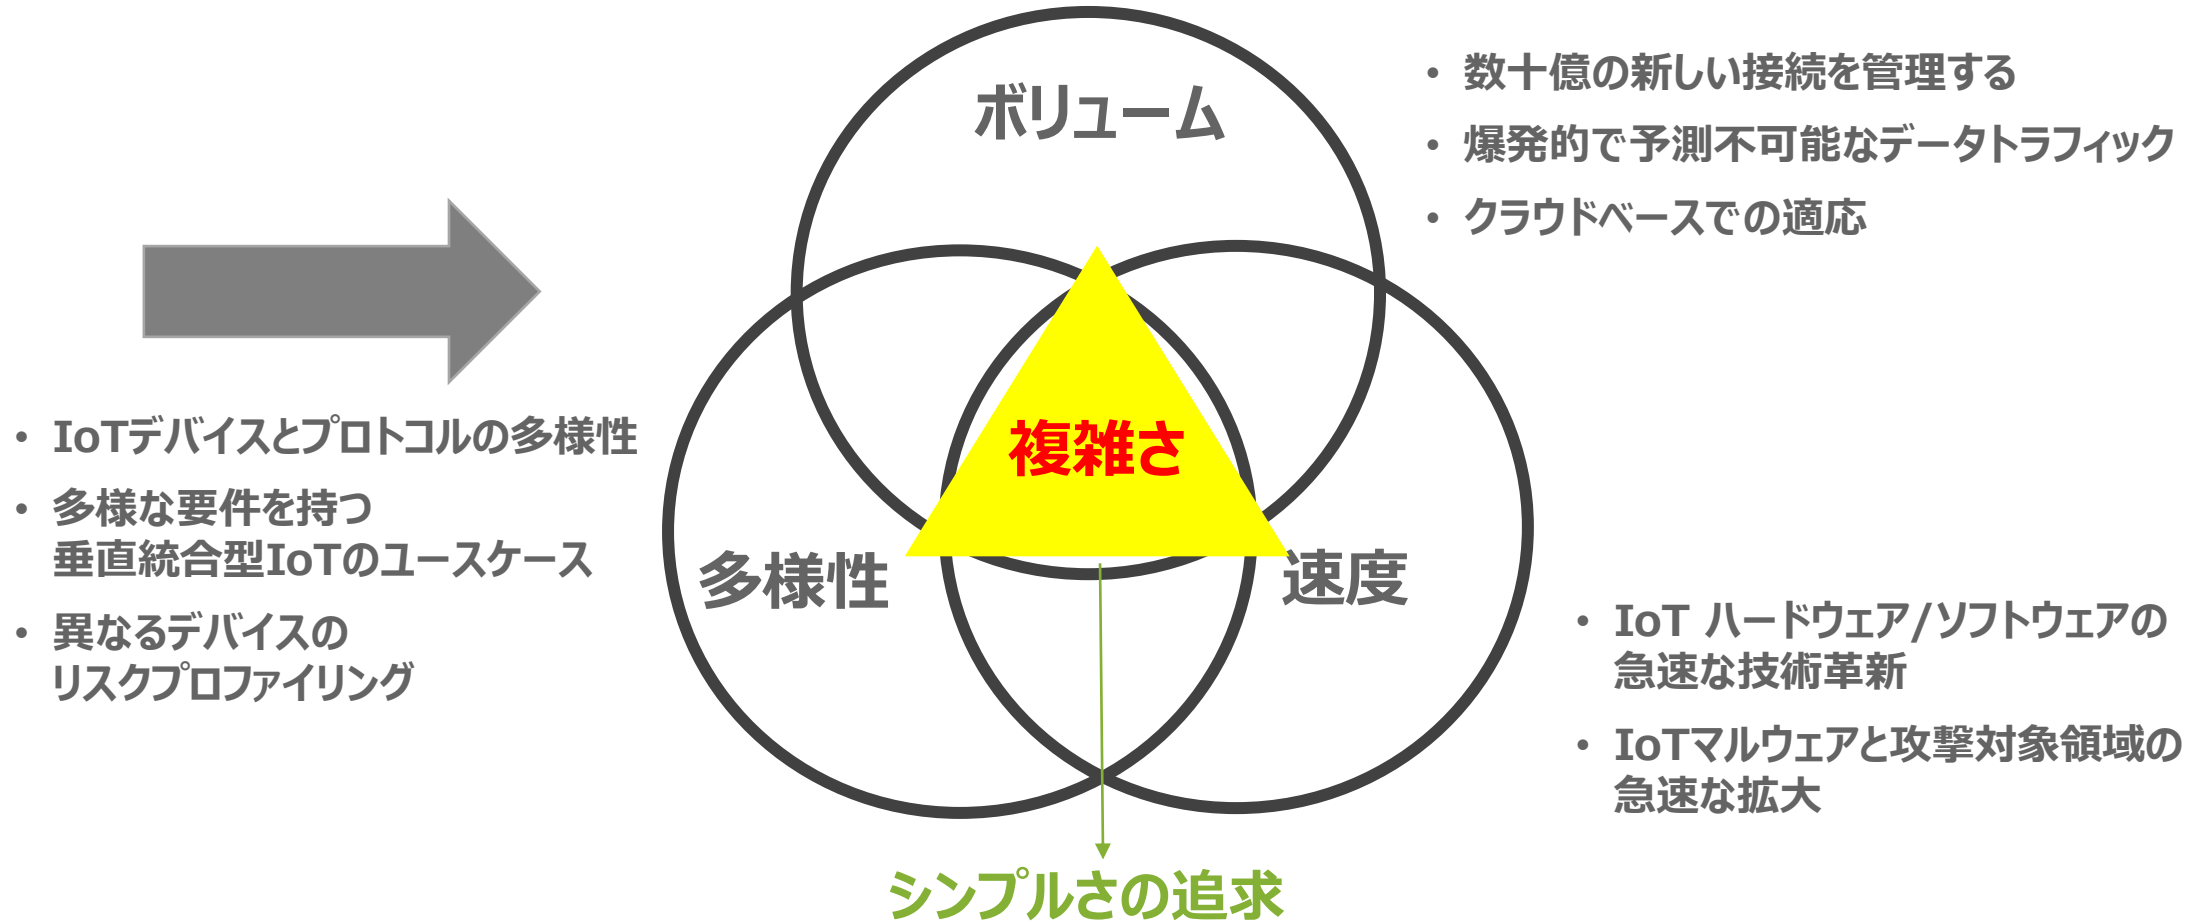 ボリューム
・ 数十億の新しい接続を管理する
・ 爆発的で予測不可能なデータトラフィック
・ クラウドベースでの適応
複雑さ
・ IoTデバイスとプロトコルの多様性
・ 多様な要件を持つ
垂直統合型IoTのユースケース
・ 異なるデバイスの
リスクプロファイリング
多様性
速度
・ IoT ハードウェア/ソフトウェアの
急速な技術革新
・ IoTマルウェアと攻撃対象領域の
急速な拡大
シンプルさの追求